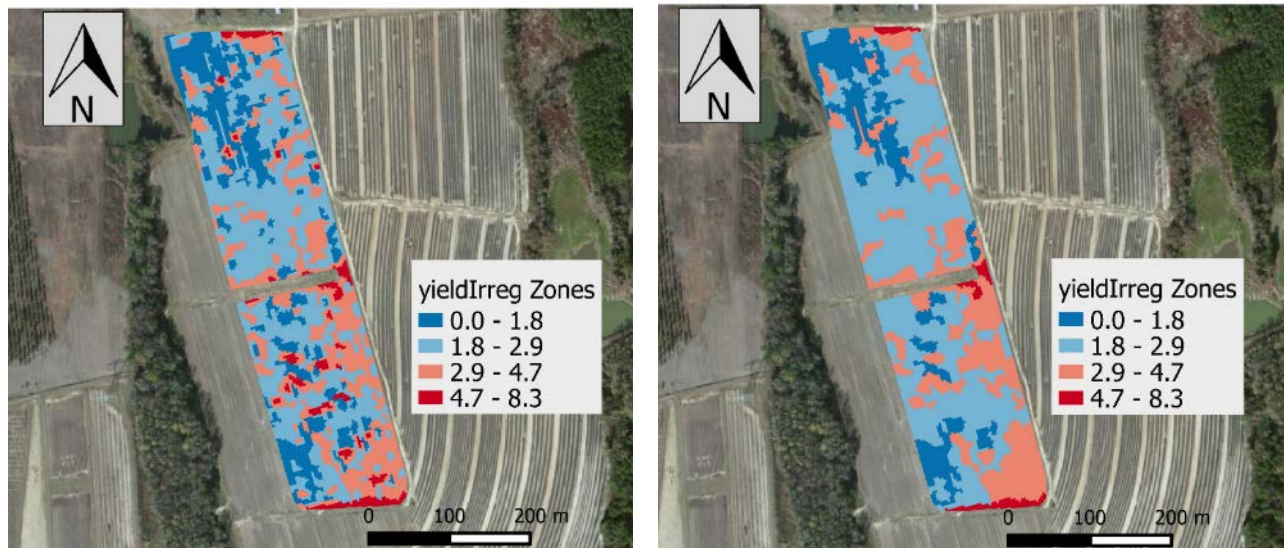 N
yieldIrreg Zones
0.0 - 1.8
1.8 - 2.9
2.9 - 4.7
4.7 - 8.3
0 100 200 m
N
yieldIrreg Zones
0.0 - 1.8
1.8 - 2.9
2.9 - 4.7
4.7 - 8.3
0 100 200 m